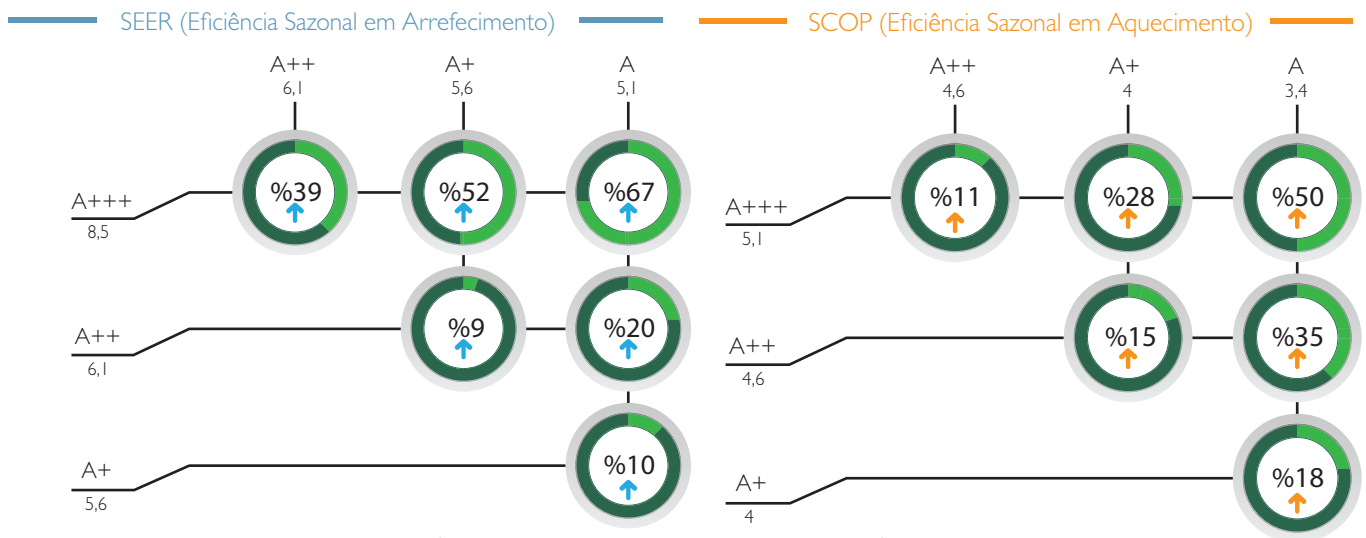 SEER (Eficiência Sazonal em Arrefecimento)
A++
6,1
A+
5,6
A
5,1
A+++
8,5
%39
%52
%67
A++
6,1
%9
%20
A+
5,6
%10
SCOP (Eficiência Sazonal em Aquecimento)
A++
4,6
A+
4
A
3,4
A+++
5,1
%11
%28
%50
A++
4,6
%15
%35
A+
4
%18